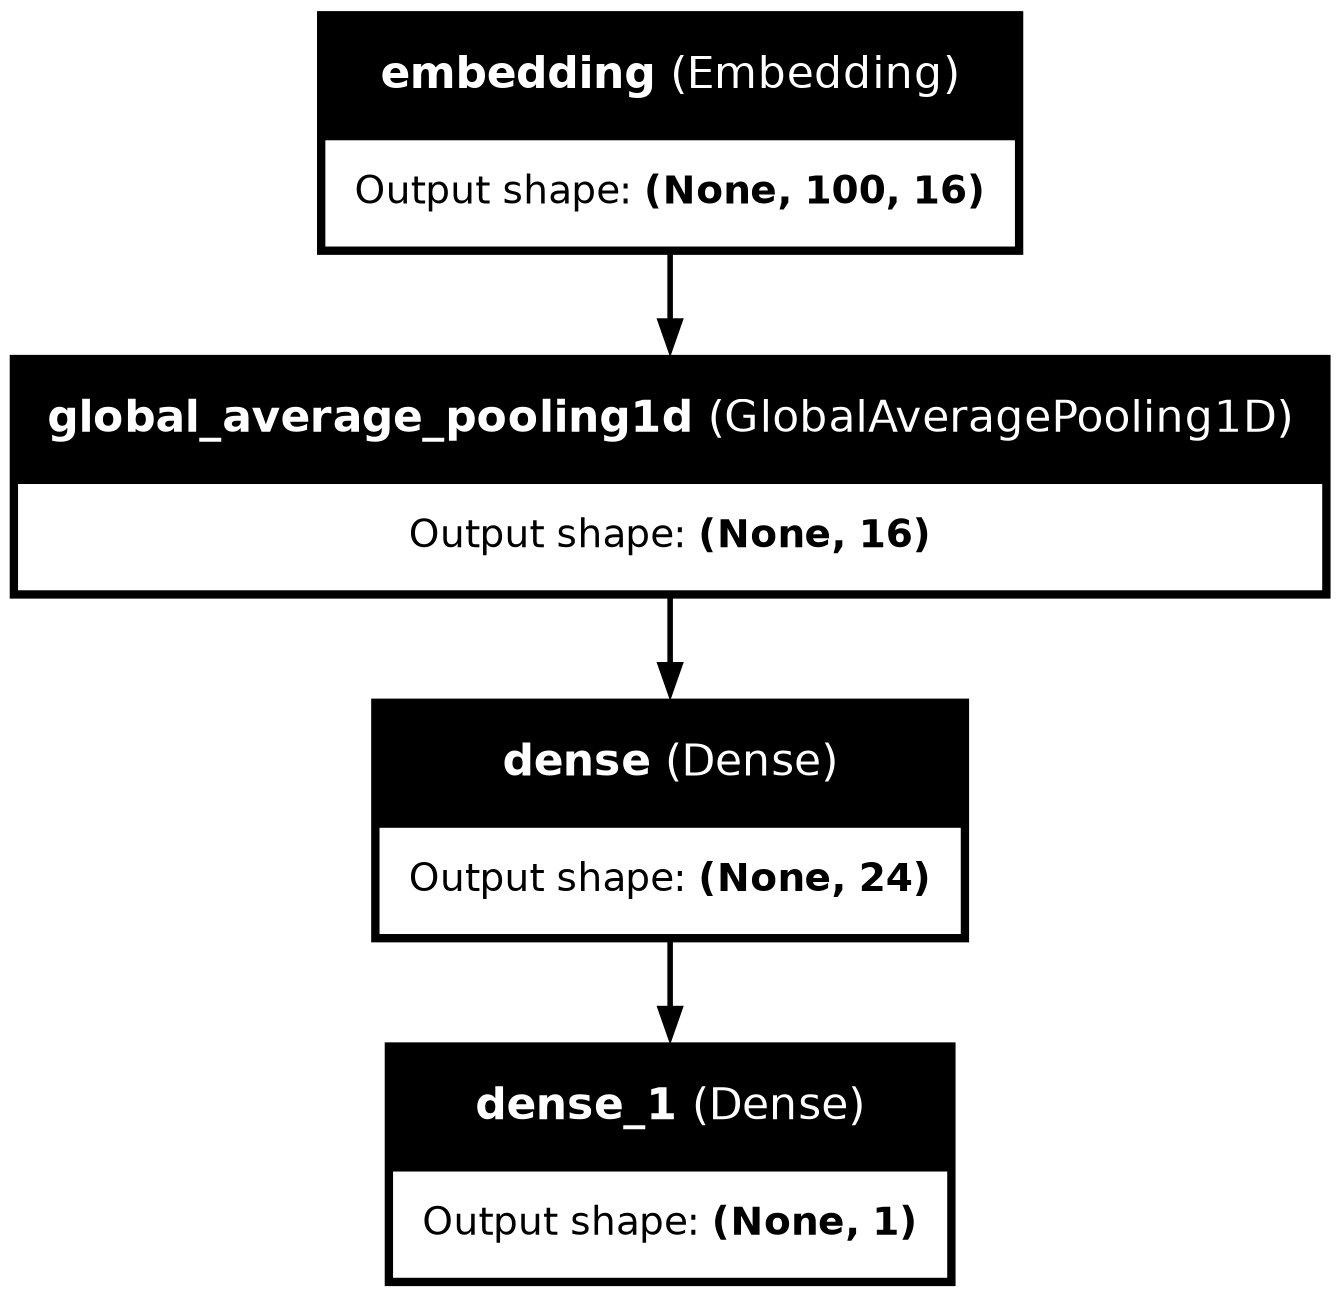 embedding (Embedding)
Output shape: (None, 100, 16)
global_average_pooling1d (GlobalAveragePooling1D)
Output shape: (None, 16)
dense (Dense)
Output shape: (None, 24)
dense_1 (Dense)
Output shape: (None, 1)